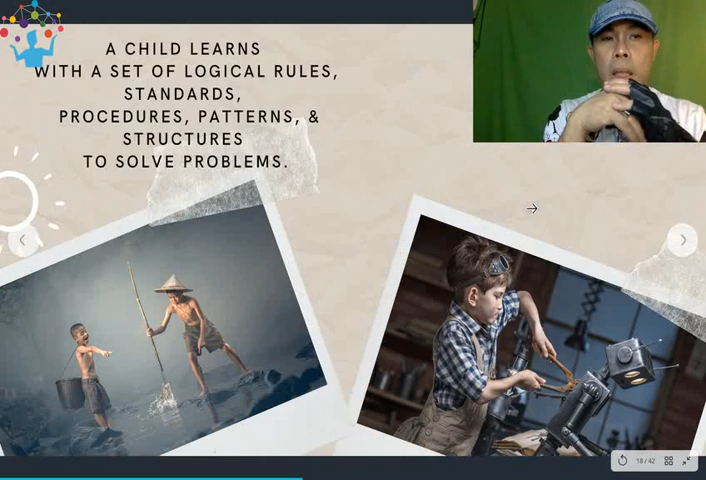 A CHILD LEARNS
WITH A SET OF LOGICAL RULES,
STANDARDS,
PROCEDURES, PATTERNS, &
STRUCTURES
TO SOLVE PROBLEMS.
18 / 42